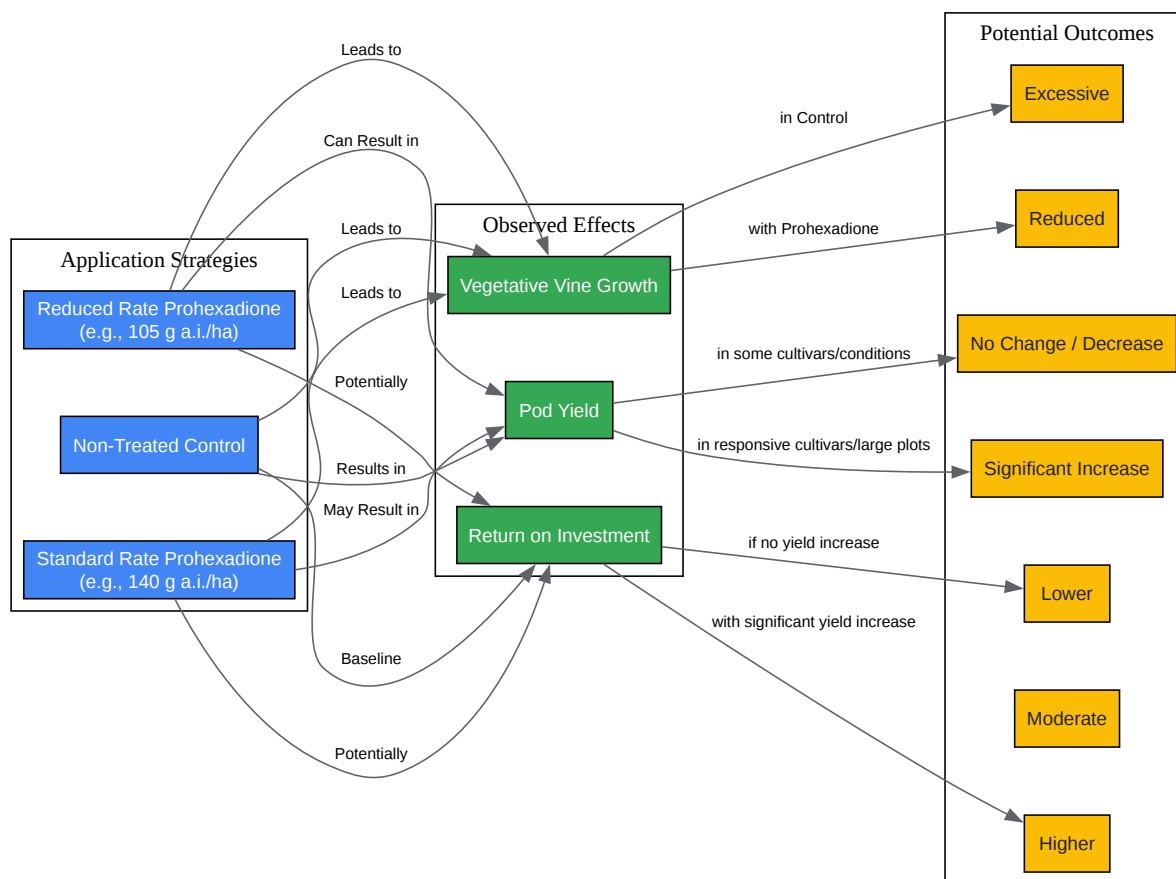 Application Strategies
Reduced Rate Prohexadione
(e.g., 105 g a.i./ha)
Non-Treated Control
Standard Rate Prohexadione
(e.g., 140 g a.i./ha)
Leads to
Can Result in
Leads to
Leads to
Potentially
Results in
May Result in
Baseline
Potentially
Observed Effects
Vegetative Vine Growth
Pod Yield
Return on Investment
in Control
with Prohexadione
in some cultivars/conditions
in responsive cultivars/large plots
if no yield increase
with significant yield increase
Potential Outcomes
Excessive
Reduced
No Change / Decrease
Significant Increase
Lower
Moderate
Higher